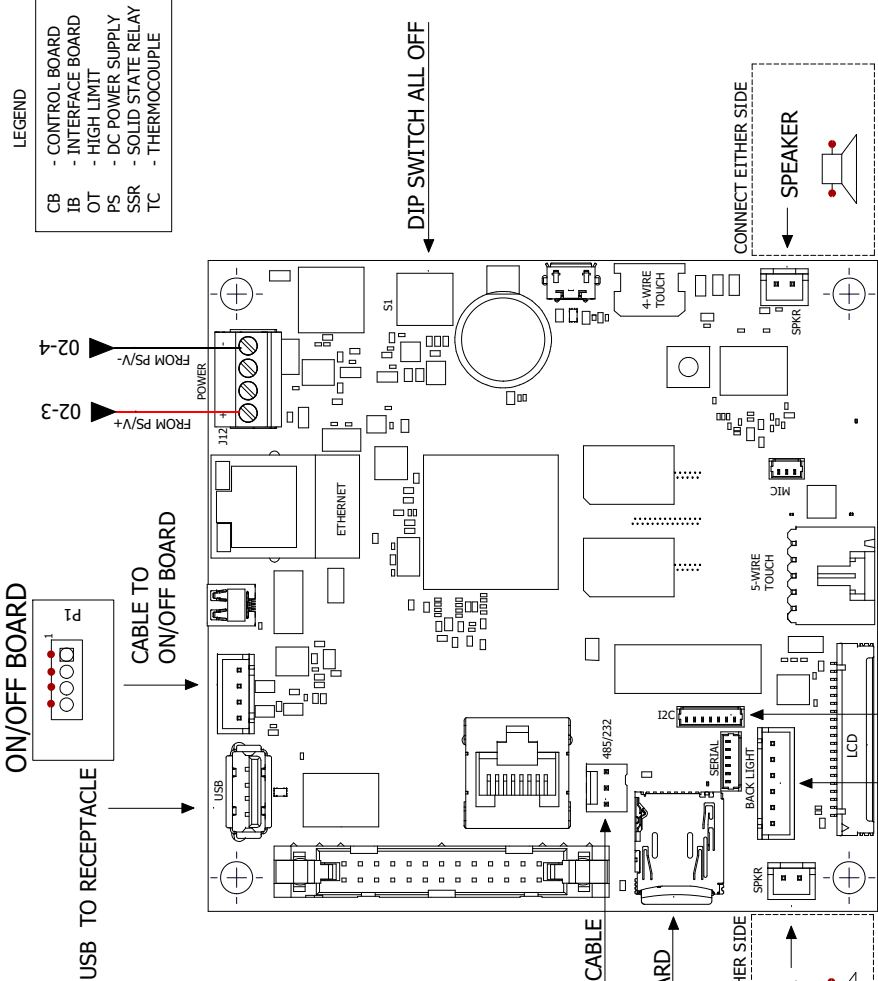 LEGEND
CB - CONTROL BOARD
IB - INTERFACE BOARD
OT - HIGH LIMIT
PS - DC POWER SUPPLY
SSR - SOLID STATE RELAY
TC - THERMOCOUPLE
DIP SWITCH ALL OFF
CONNECT EITHER SIDE
SPEAKER
02-4
FROM PS/V-
02-3
FROM PS/V+
POWER
J12
+
-
S1
4-WIRE
TOUCH
SPKR
ETHERNET
MIC
5-WIRE
TOUCH
ON/OFF BOARD
P1
1
CABLE TO
ON/OFF BOARD
USB TO RECEPTACLE
USB
I2C
485/232
SERIAL
BACK LIGHT
LCD
SPKR
CABLE
ARD
HER SIDE